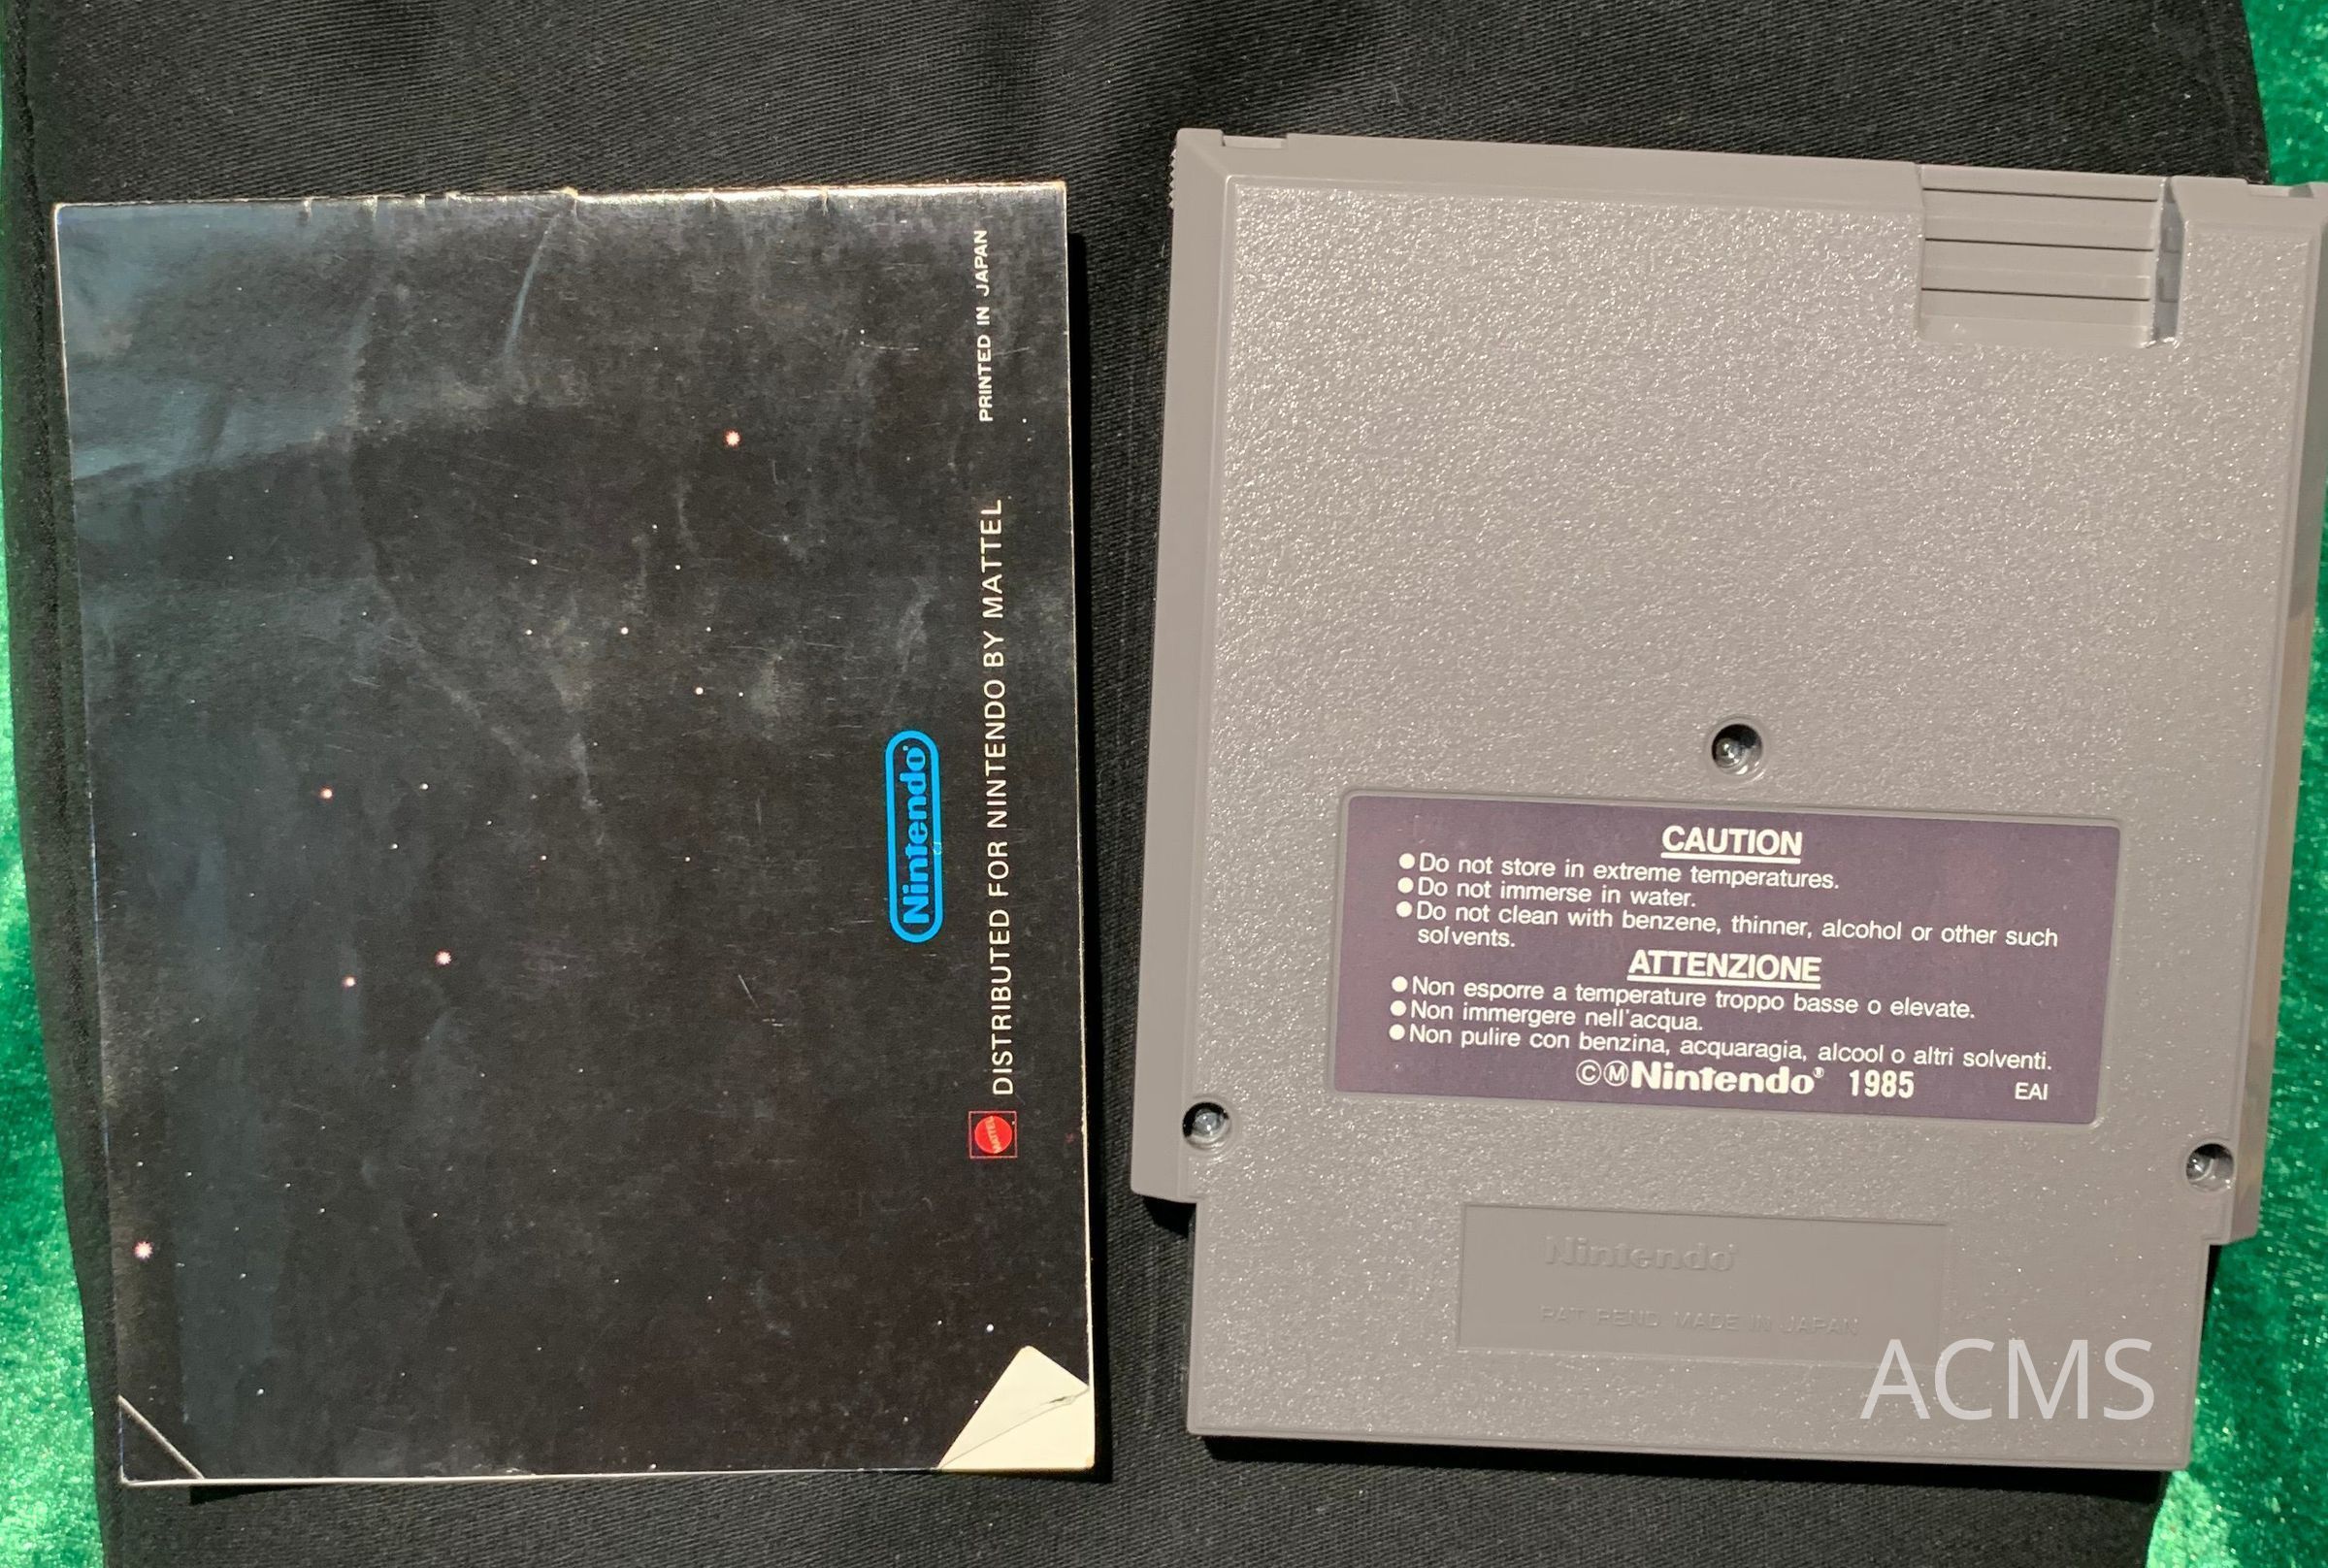 PRINTED IN JAPAN
Nintendo®
DISTRIBUTED FOR NINTENDO BY MATTEL
MATTEL
CAUTION
●Do not store in extreme temperatures.
●Do not immerse in water.
●Do not clean with benzene, thinner, alcohol or other such
solvents.
ATTENZIONE
●Non esporre a temperature troppo basse o elevate.
●Non immergere nell'acqua.
●Non pulire con benzina, acquaragia, alcool o altri solventi.
©ⓂNintendo® 1985 EAI
Nintendo®
PAT. PEND. MADE IN JAPAN
ACMS